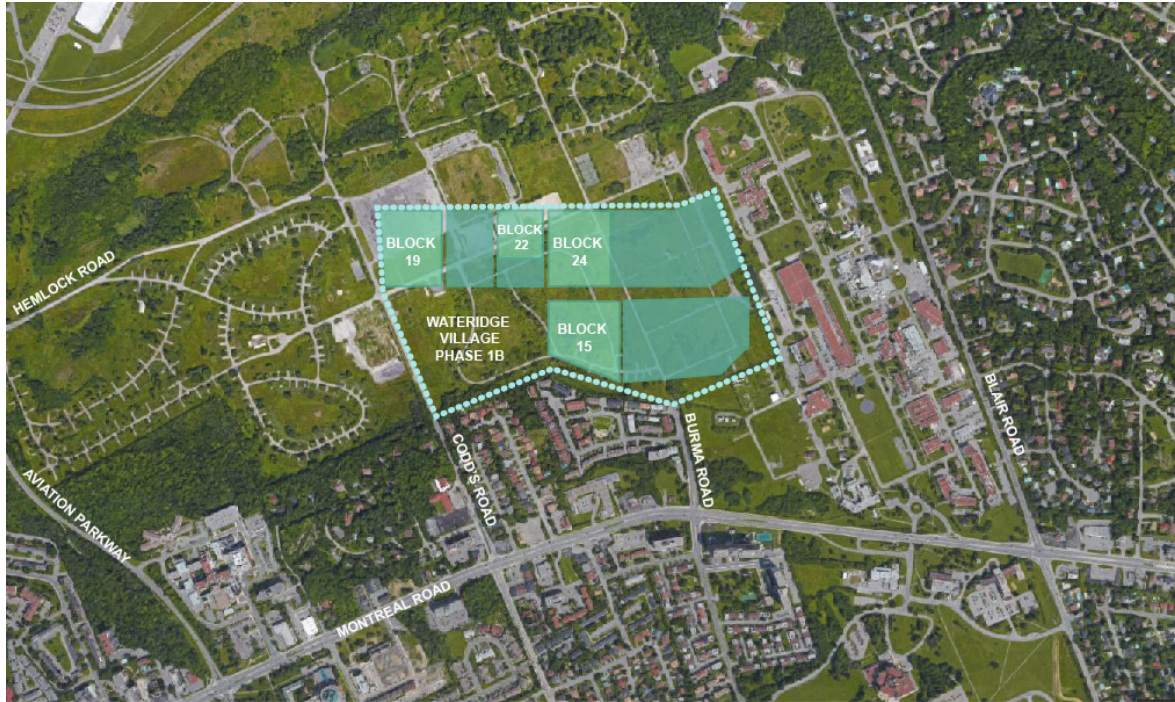 BLOCK
19
BLOCK
22
BLOCK
24
HEMLOCK ROAD
WATERIDGE
VILLAGE
PHASE 1B
BLOCK
15
BLAIR ROAD
CODD'S ROAD
BURMA ROAD
AVIATION PARKWAY
MONTREAL ROAD